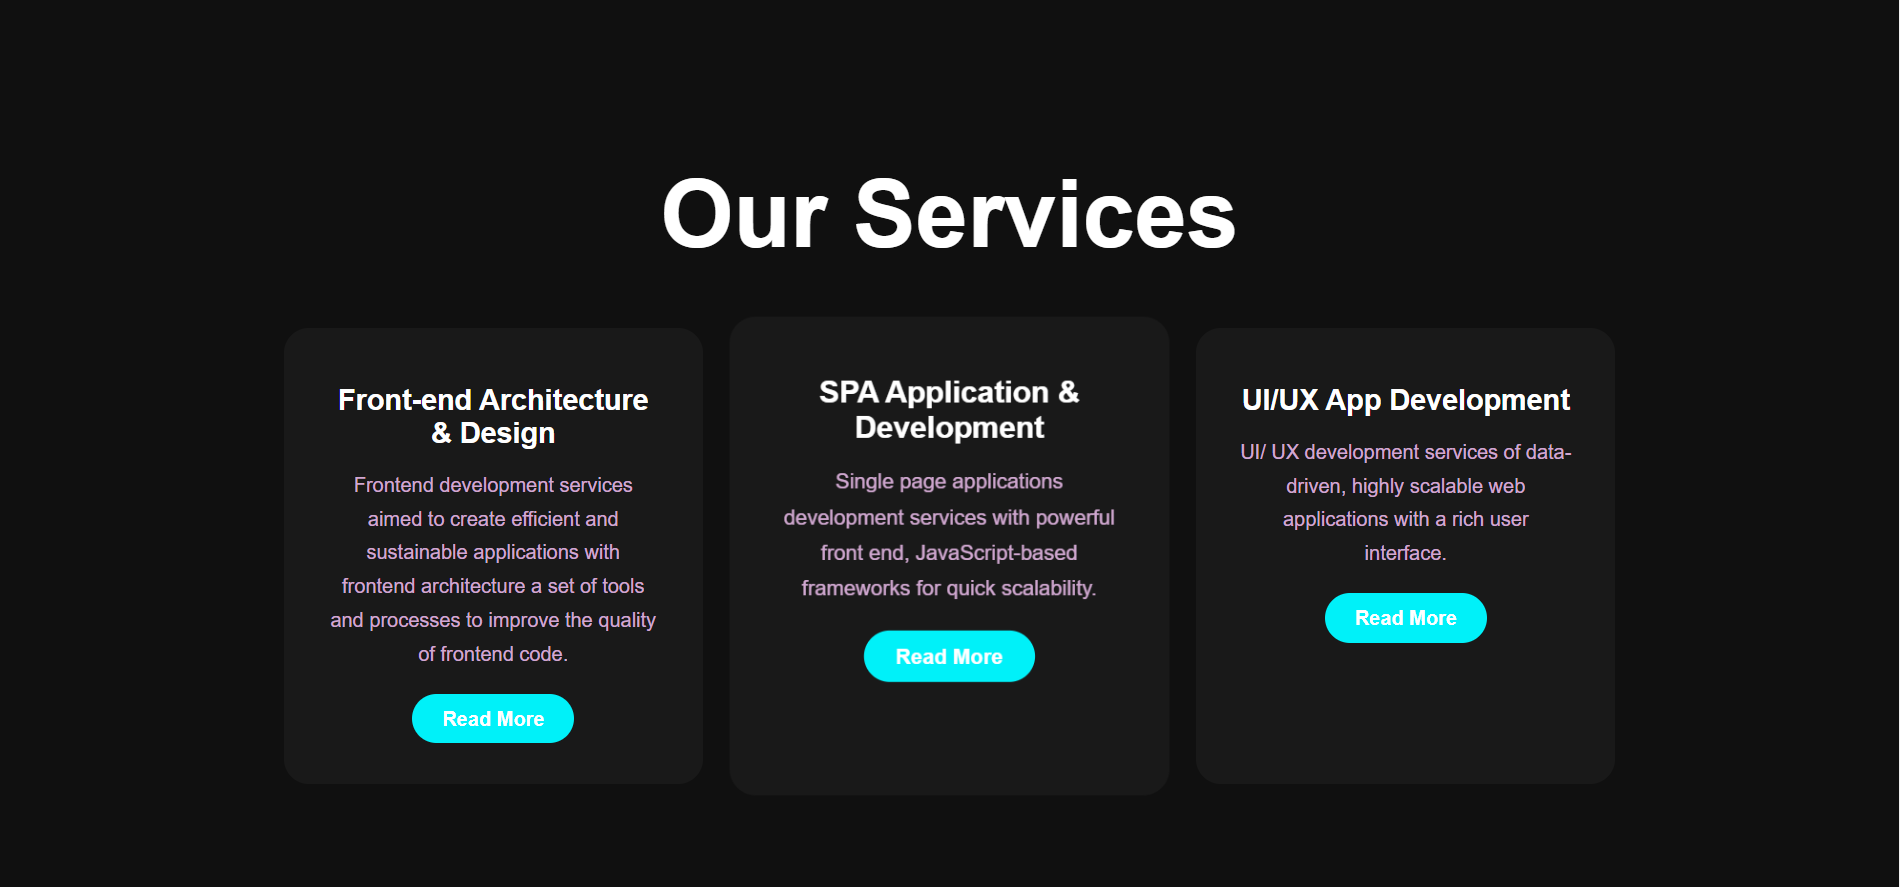 Our Services
Front-end Architecture
& Design
Frontend development services
aimed to create efficient and
sustainable applications with
frontend architecture a set of tools
and processes to improve the quality
of frontend code.
Read More
SPA Application &
Development
Single page applications
development services with powerful
front end, JavaScript-based
frameworks for quick scalability.
Read More
UI/UX App Development
UI/ UX development services of data-
driven, highly scalable web
applications with a rich user
interface.
Read More